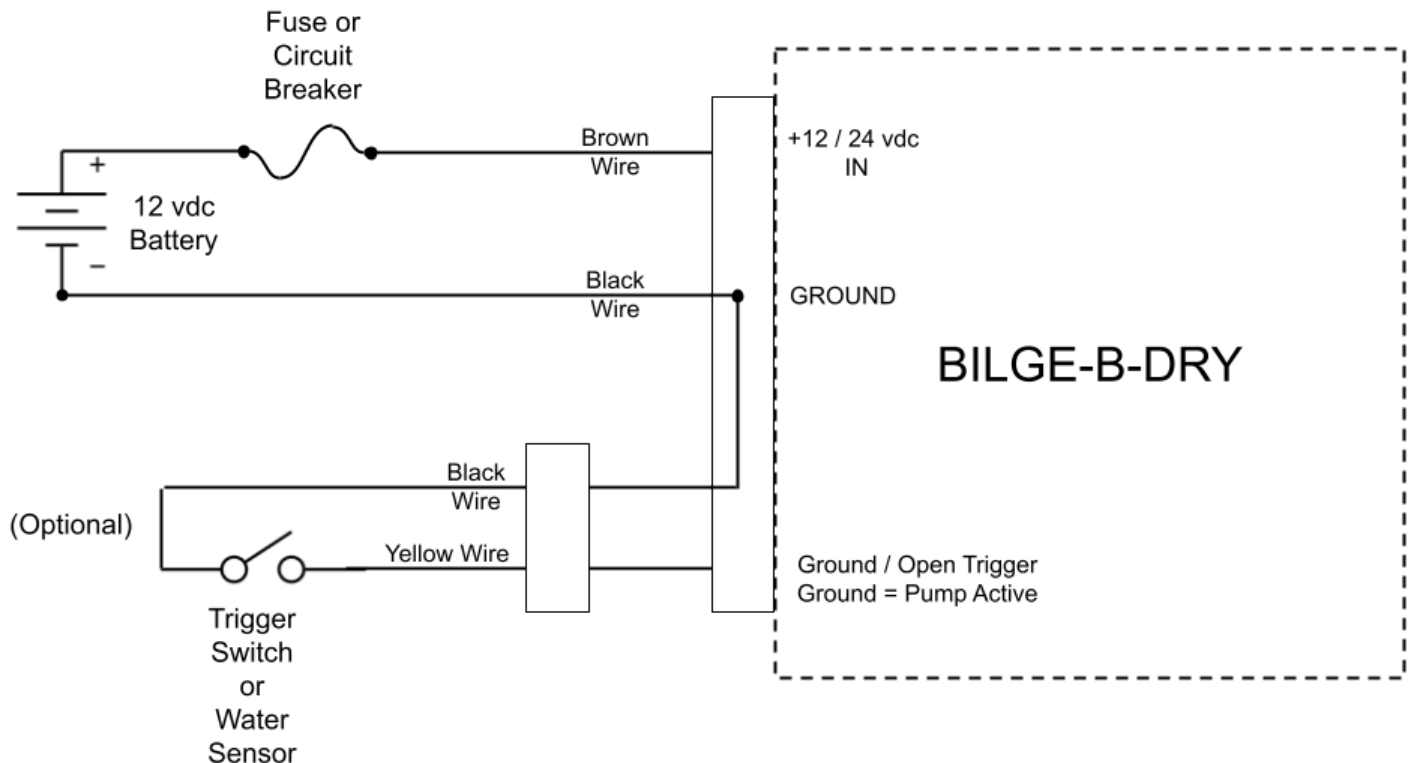 Fuse or
Circuit
Breaker
Brown
Wire
+12 / 24 vdc
IN
+
12 vdc
Battery
–
Black
Wire
GROUND
BILGE-B-DRY
Black
Wire
(Optional)
Yellow Wire
Ground / Open Trigger
Ground = Pump Active
Trigger
Switch
or
Water
Sensor